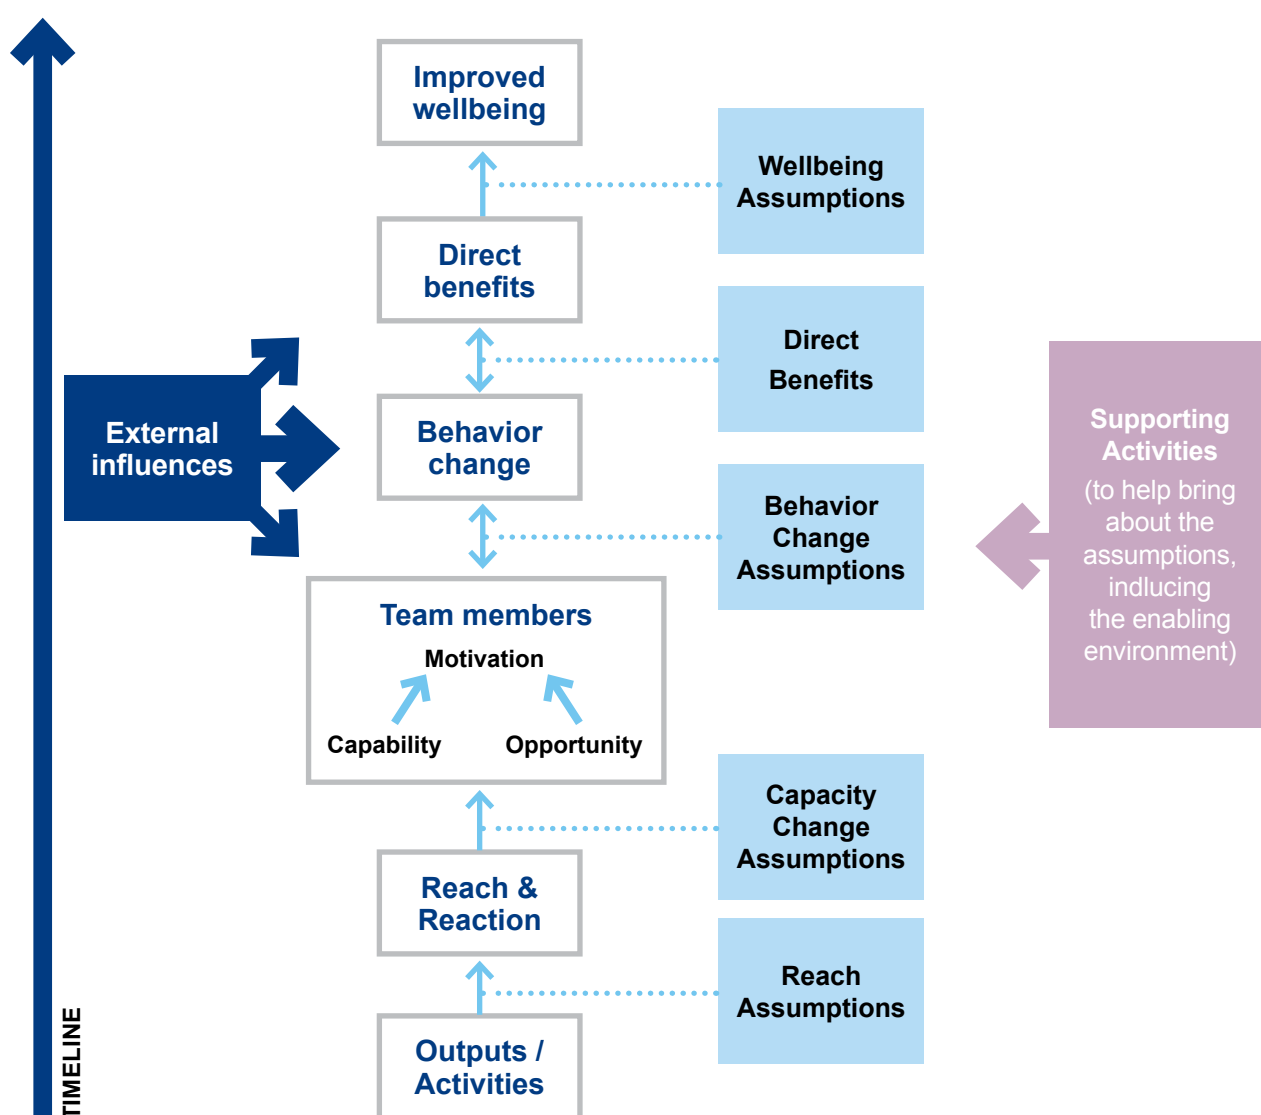 Improved
wellbeing
Wellbeing
Assumptions
Direct
benefits
Direct
Benefits
External
influences
Behavior
change
Supporting
Activities
(to help bring
about the
assumptions,
indlucing
the enabling
environment)
Behavior
Change
Assumptions
Team members
Motivation
Capability
Opportunity
Capacity
Change
Assumptions
Reach &
Reaction
Reach
Assumptions
Outputs /
Activities
TIMELINE